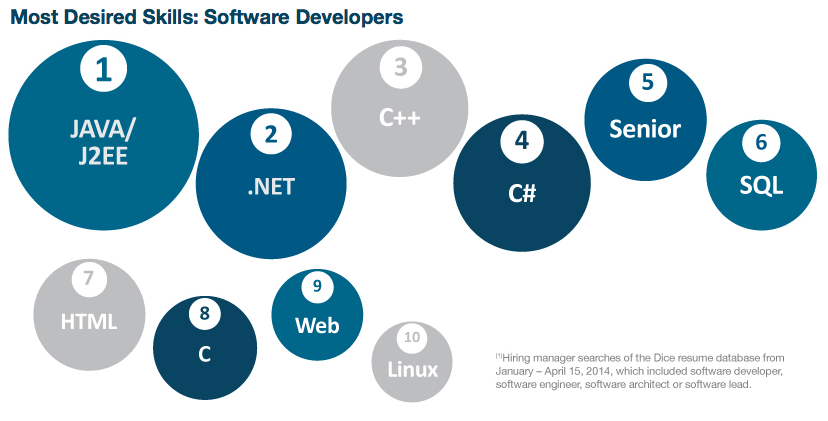 Most Desired Skills: Software Developers
1
JAVA/
J2EE
2
.NET
3
C++
4
C#
5
Senior
6
SQL
7
HTML
8
C
9
Web
10
Linux
[1]Hiring manager searches of the Dice resume database from
January – April 15, 2014, which included software developer,
software engineer, software architect or software lead.